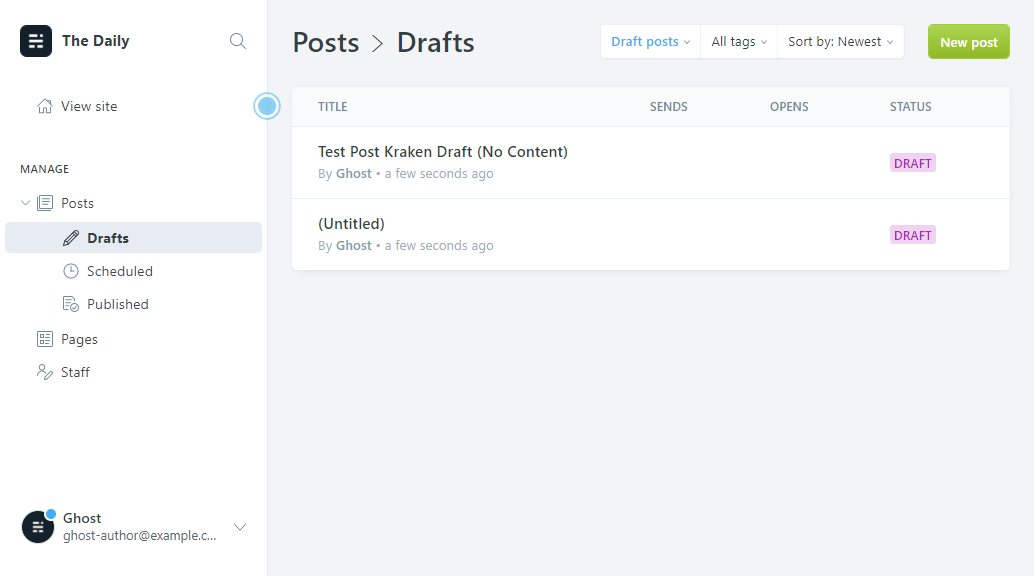 The Daily
View site
MANAGE
Posts
Drafts
Scheduled
Published
Pages
Staff
Ghost
ghost-author@example.c...
Posts > Drafts
Draft posts All tags Sort by: Newest New post
TITLE SENDS OPENS STATUS
Test Post Kraken Draft (No Content)
By Ghost • a few seconds ago
DRAFT
(Untitled)
By Ghost • a few seconds ago
DRAFT